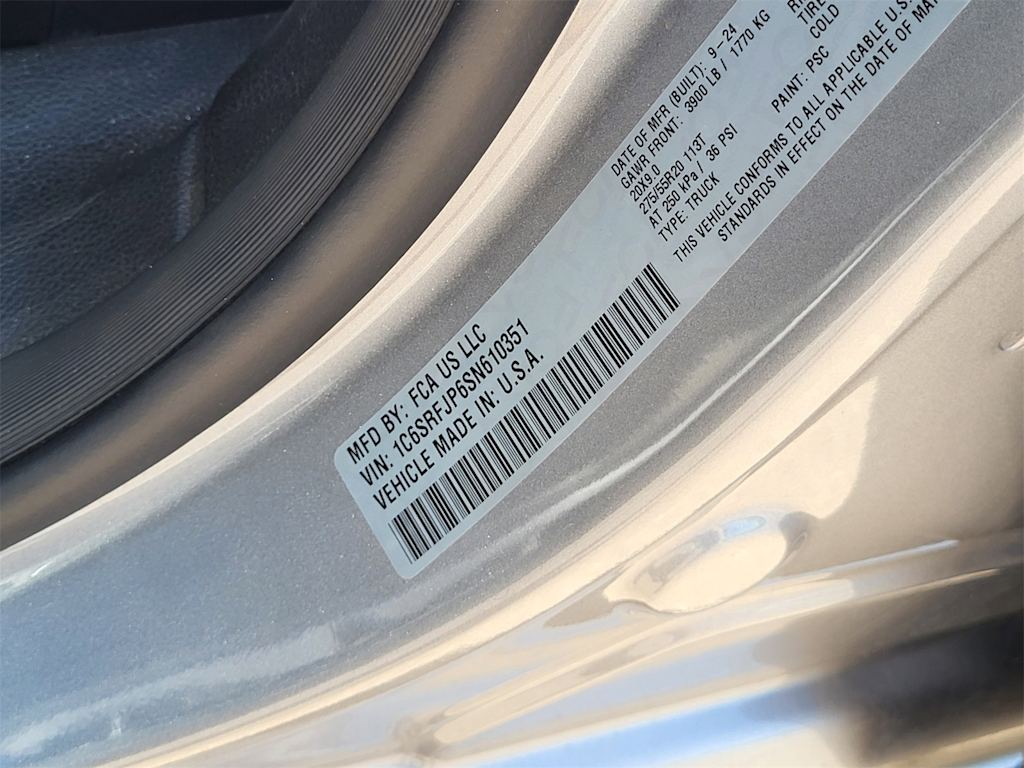 MFD BY: FCA US LLC
VIN: 1C6SRFJP6SN610351
VEHICLE MADE IN: U.S.A.
DATE OF MFR (BUILT): 9-24
GAWR FRONT: 3900 LB / 1770 KG
20X9.0
275/55R20 113T
AT 250 kPa / 36 PSI
TYPE: TRUCK
TIRE
COLD
PAINT: PSC
THIS VEHICLE CONFORMS TO ALL APPLICABLE U.S.
STANDARDS IN EFFECT ON THE DATE OF